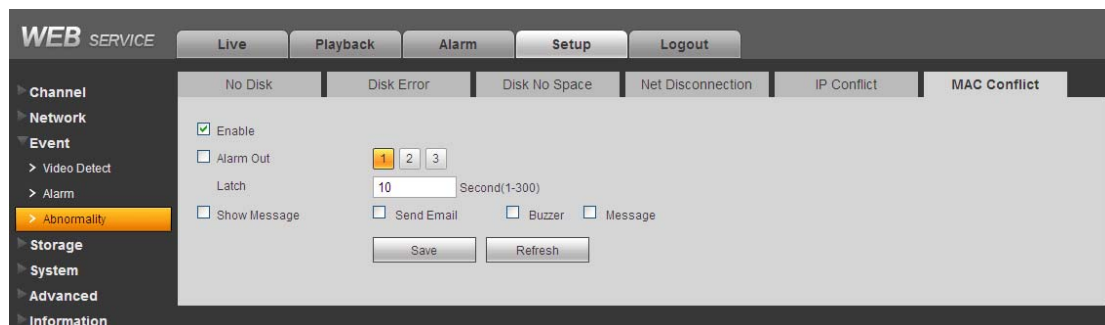 WEB SERVICE
Live Playback Alarm Setup Logout
No Disk Disk Error Disk No Space Net Disconnection IP Conflict MAC Conflict
Channel
Network
Event
> Video Detect
> Alarm
> Abnormality
Storage
System
Advanced
Information
Enable
Alarm Out 1 2 3
Latch 10 Second(1-300)
Show Message Send Email Buzzer Message
Save Refresh